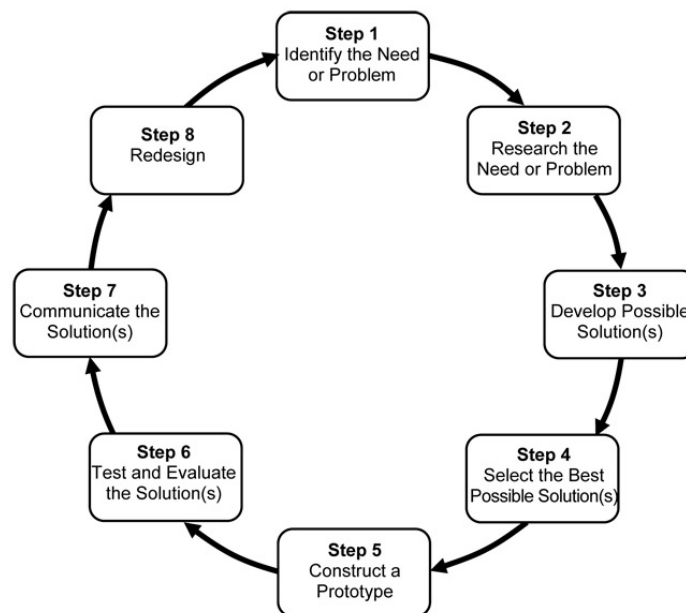 Step 1
Identify the Need
or Problem
Step 2
Research the
Need or Problem
Step 3
Develop Possible
Solution(s)
Step 4
Select the Best
Possible Solution(s)
Step 5
Construct a
Prototype
Step 6
Test and Evaluate
the Solution(s)
Step 7
Communicate the
Solution(s)
Step 8
Redesign